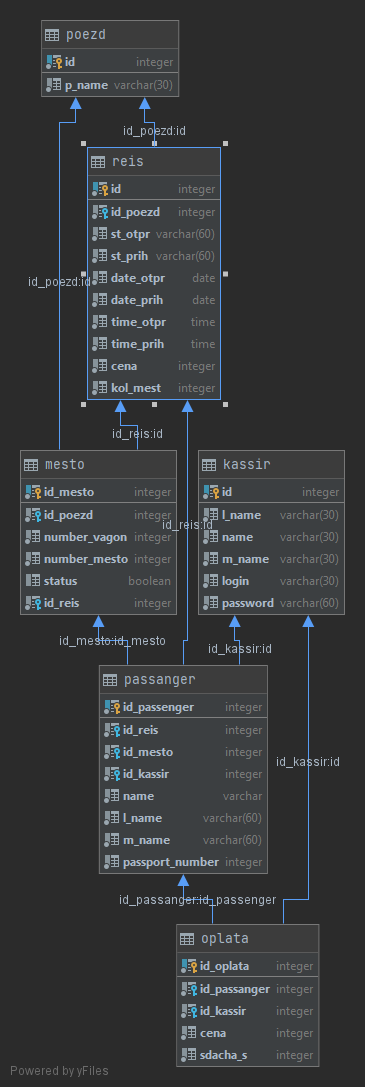 poezd
id integer
p_name varchar(30)
id_poezd:id
reis
id integer
id_poezd integer
st_otpr varchar(60)
st_prih varchar(60)
date_otpr date
id_poezd:id
date_prih date
time_otpr time
time_prih time
cena integer
kol_mest integer
id_reis:id
mesto
id_mesto integer
id_poezd integer
number_vagon integer
number_mesto integer
status boolean
id_reis integer
kassir
id integer
l_name varchar(30)
name varchar(30)
m_name varchar(30)
login varchar(30)
password varchar(60)
id_reis:id
id_mesto:id_mesto
id_kassir:id
passanger
id_passenger integer
id_reis integer
id_mesto integer
id_kassir integer
name varchar
l_name varchar(60)
m_name varchar(60)
passport_number integer
id_kassir:id
id_passanger:id_passenger
oplata
id_oplata integer
id_passanger integer
id_kassir integer
cena integer
sdacha_s integer
Powered by yFiles